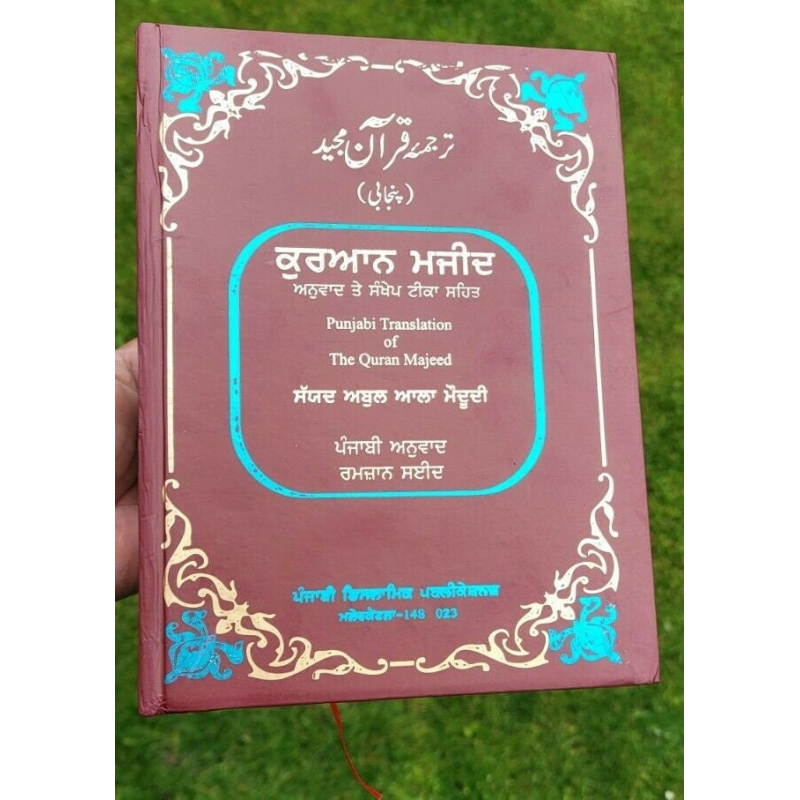 ترجمۂ قرآن مجید
(پنجابی)
ਕੁਰਆਨ ਮਜੀਦ
ਅਨੁਵਾਦ ਤੇ ਸੰਖੇਪ ਟੀਕਾ ਸਹਿਤ
Punjabi Translation
of
The Quran Majeed
ਸੱਯਦ ਅਬੁਲ ਆਲਾ ਮੌਦੂਦੀ
ਪੰਜਾਬੀ ਅਨੁਵਾਦ
ਰਮਜ਼ਾਨ ਸਈਦ
ਪੰਜਾਬੀ ਇਸਲਾਮਿਕ ਪਬਲੀਕੇਸ਼ਨਜ਼
ਮਲੇਰਕੋਟਲਾ-148 023